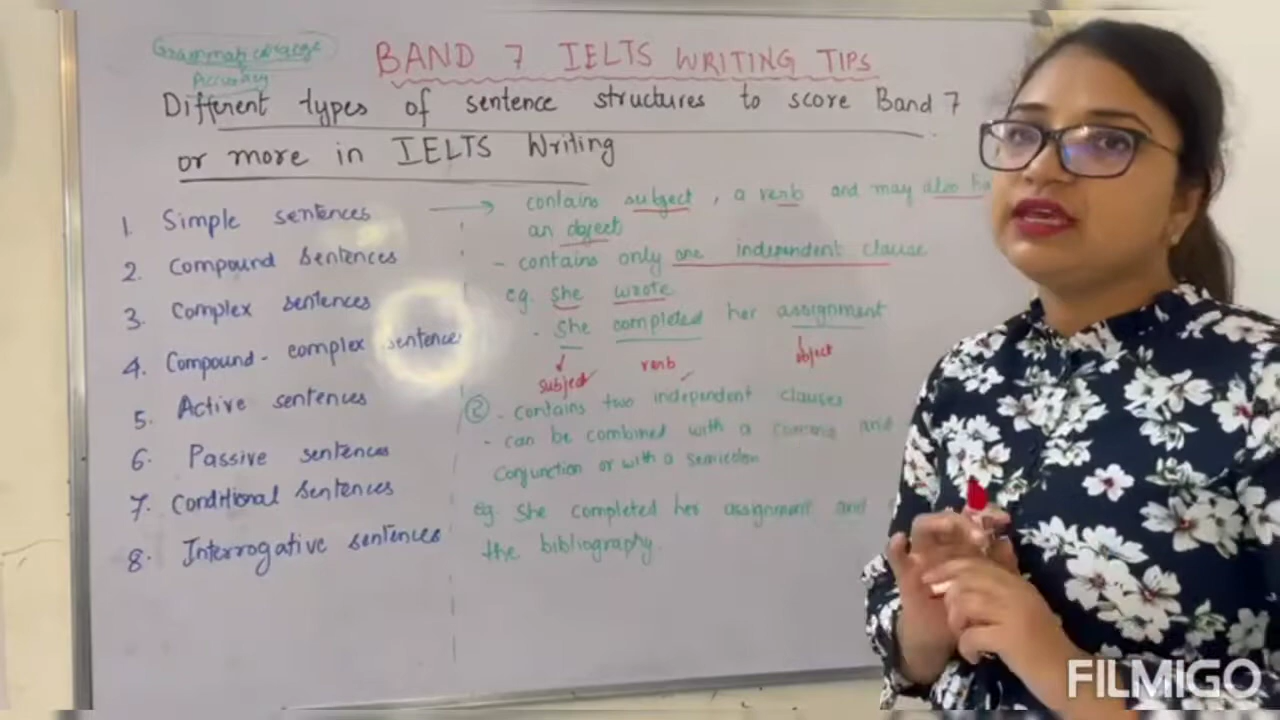 Grammatical range
Accuracy
BAND 7 IELTS WRITING TIPS
Different types of sentence structures to score Band 7
or more in IELTS Writing
1. Simple sentences
2. Compound sentences
3. Complex sentences
4. Compound-complex sentences
5. Active sentences
6. Passive sentences
7. Conditional sentences
8. Interrogative sentences
contains subject, a verb and may also
an object
- contains only one independent clause
eg. she wrote
- She completed her assignment
subject verb object
2 - contains two independent clauses
- can be combined with a comma and
conjunction or with a semicolon
eg. She completed her assignment and
the bibliography.
FILMIGO